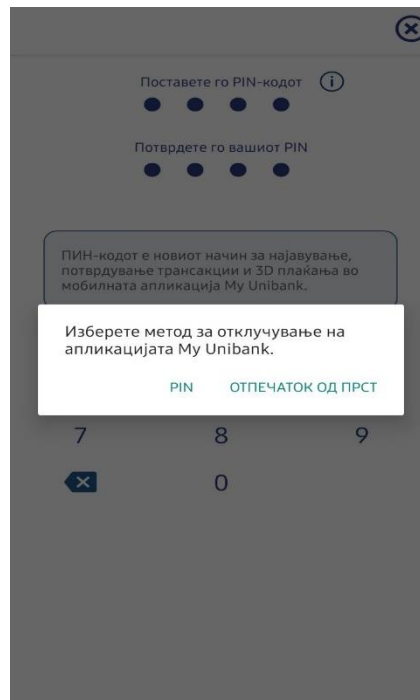 Поставете го PIN-кодот
Потврдете го вашиот PIN
ПИН-кодот е новиот начин за најавување,
потврдување трансакции и 3D плаќања во
мобилната апликација My Unibank.
Изберете метод за отклучување на
апликацијата My Unibank.
PIN ОТПЕЧАТОК ОД ПРСТ
7 8 9
0